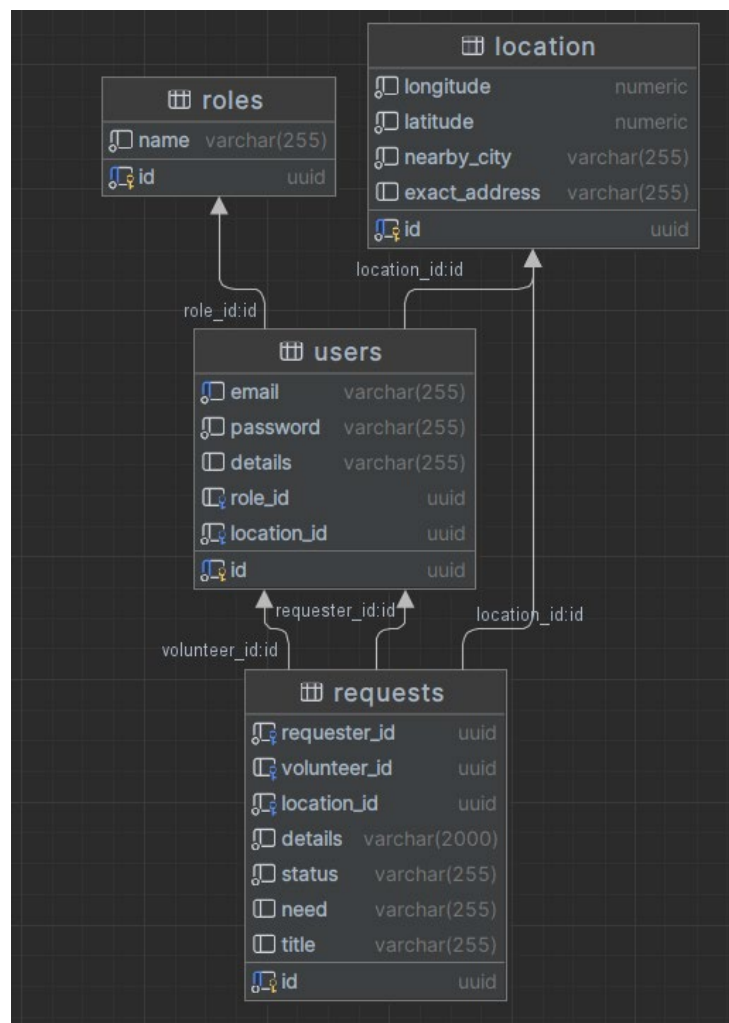 location
longitude numeric
latitude numeric
nearby_city varchar(255)
exact_address varchar(255)
id uuid
roles
name varchar(255)
id uuid
location_id:id
role_id:id
users
email varchar(255)
password varchar(255)
details varchar(255)
role_id uuid
location_id uuid
id uuid
requester_id:id
location_id:id
volunteer_id:id
requests
requester_id uuid
volunteer_id uuid
location_id uuid
details varchar(2000)
status varchar(255)
need varchar(255)
title varchar(255)
id uuid